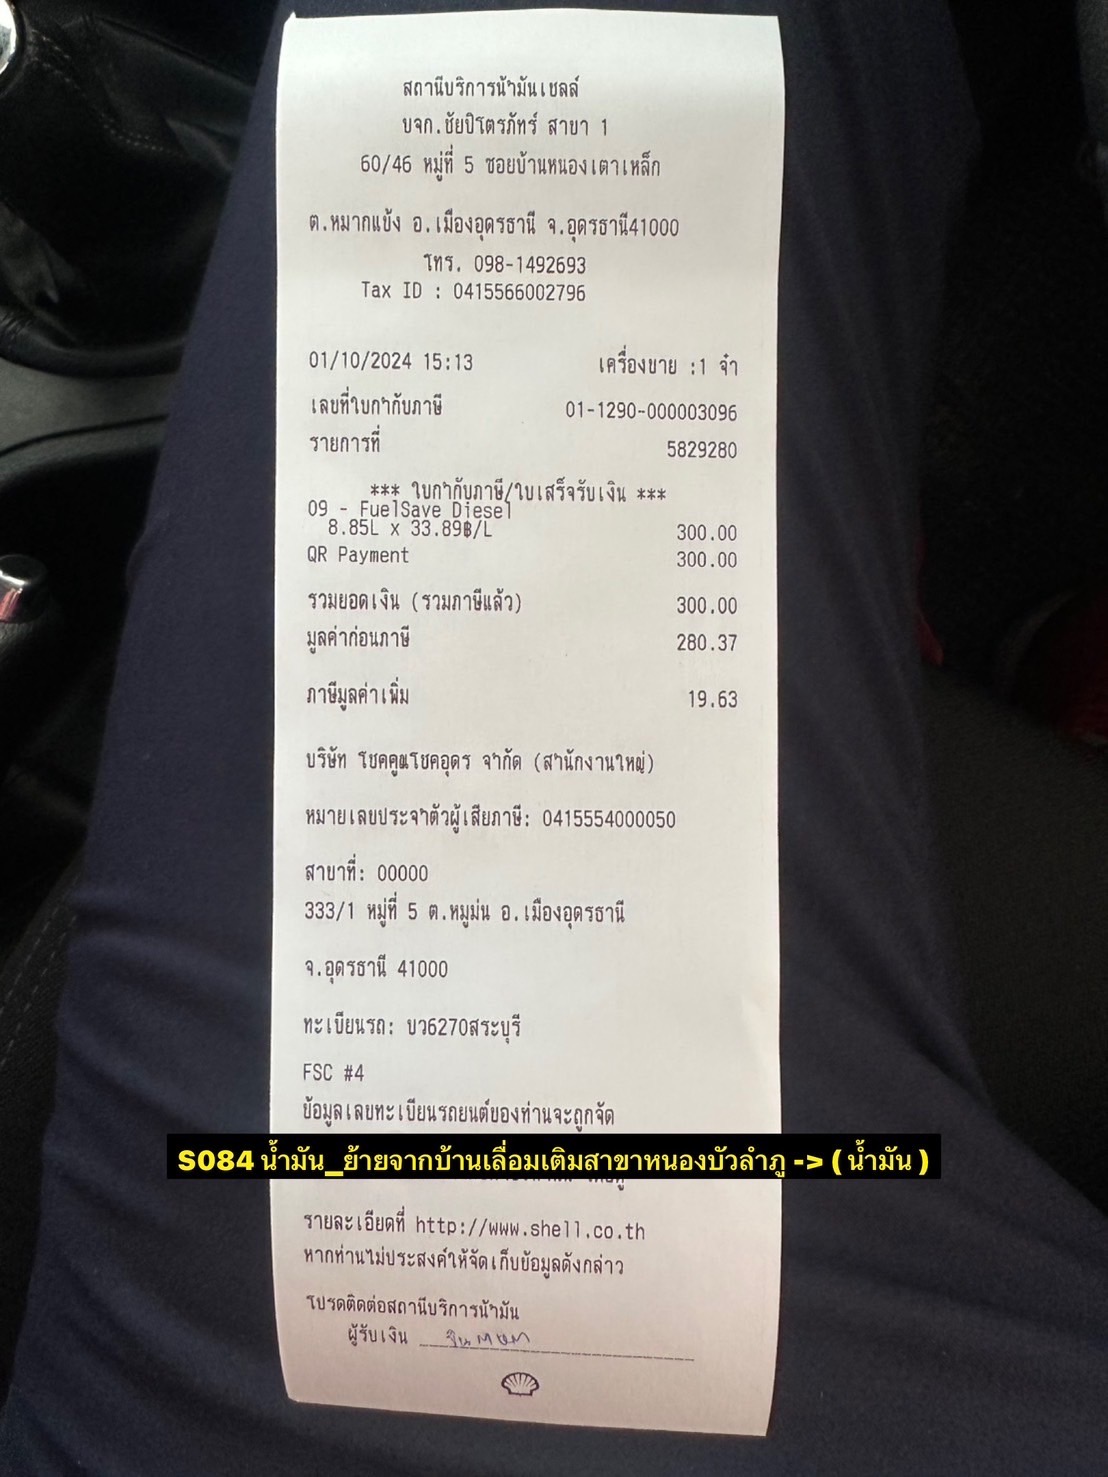 สถานีบริการน้ำมันเชลล์
บจก.ชัยปิโตรภัทร์ สาขา 1
60/46 หมู่ที่ 5 ซอยบ้านหนองเตาเหล็ก
ต.หมากแข้ง อ.เมืองอุดรธานี จ.อุดรธานี41000
โทร. 098-1492693
Tax ID : 0415566002796
01/10/2024 15:13 เครื่องขาย :1 จ๋า
เลขที่ใบกำกับภาษี 01-1290-000003096
รายการที่ 5829280
*** ใบกำกับภาษี/ใบเสร็จรับเงิน ***
09 - FuelSave Diesel
8.85L x 33.89฿/L 300.00
QR Payment 300.00
รวมยอดเงิน (รวมภาษีแล้ว) 300.00
มูลค่าก่อนภาษี 280.37
ภาษีมูลค่าเพิ่ม 19.63
บริษัท โชคคูณโชคอุดร จำกัด (สำนักงานใหญ่)
หมายเลขประจำตัวผู้เสียภาษี: 0415554000050
สาขาที่: 00000
333/1 หมู่ที่ 5 ต.หมูม่น อ.เมืองอุดรธานี
จ.อุดรธานี 41000
ทะเบียนรถ: บว6270สระบุรี
FSC #4
ข้อมูลเลขทะเบียนรถยนต์ของท่านจะถูกจัด
S084 น้ำมัน_ย้ายจากบ้านเลื่อมเติมสาขาหนองบัวลำภู -> ( น้ำมัน )
รายละเอียดที่ http://www.shell.co.th
หากท่านไม่ประสงค์ให้จัดเก็บข้อมูลดังกล่าว
โปรดติดต่อสถานีบริการน้ำมัน
ผู้รับเงิน